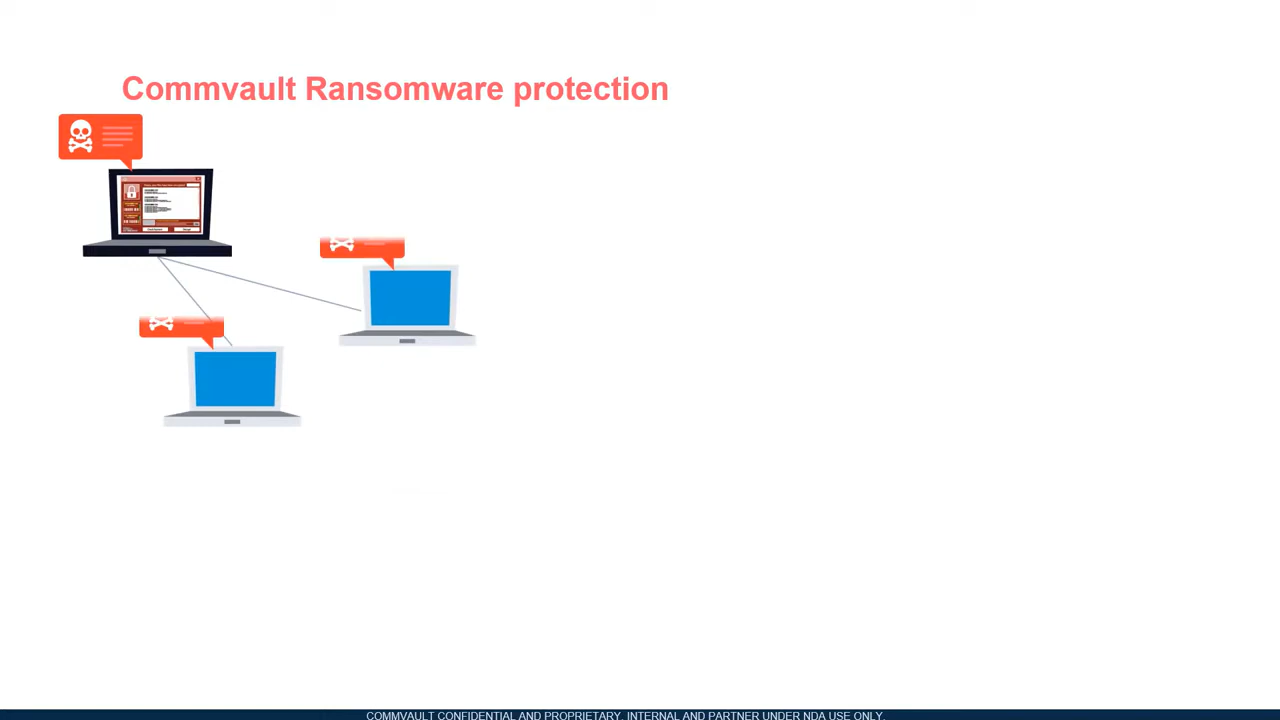 Commvault Ransomware protection
COMMVAULT CONFIDENTIAL AND PROPRIETARY. INTERNAL AND PARTNER UNDER NDA USE ONLY.